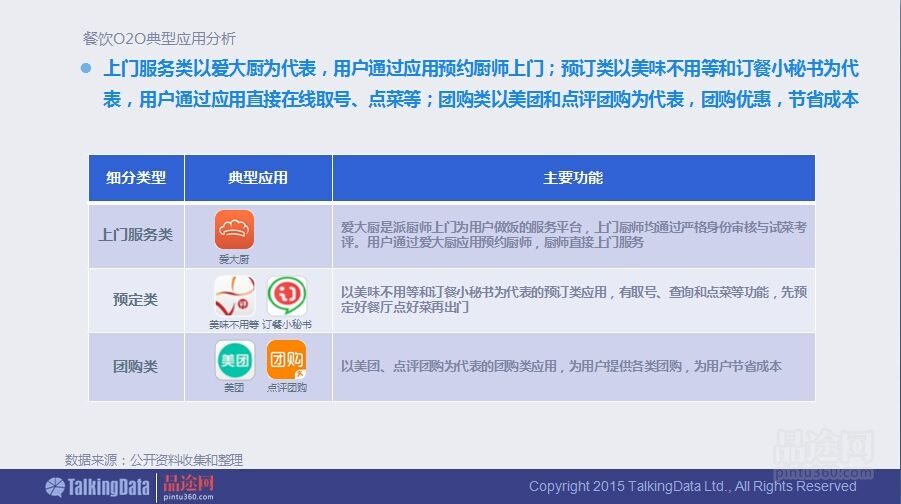 餐饮O2O典型应用分析
上门服务类以爱大厨为代表，用户通过应用预约厨师上门；预订类以美味不用等和订餐小秘书为代
表，用户通过应用直接在线取号、点菜等；团购类以美团和点评团购为代表，团购优惠，节省成本
细分类型 典型应用 主要功能
上门服务类
爱大厨
爱大厨是派厨师上门为用户做饭的服务平台，上门厨师均通过严格身份审核与试菜考
评。用户通过爱大厨应用预约厨师，厨师直接上门服务
预定类
美味不用等 订餐小秘书
以美味不用等和订餐小秘书为代表的预订类应用，有取号、查询和点菜等功能，先预
定好餐厅点好菜再出门
团购类
美团 团购
美团 点评团购
以美团、点评团购为代表的团购类应用，为用户提供各类团购，为用户节省成本
数据来源：公开资料收集和整理
品途网
pintu360.com
TalkingData 品途网
pintu360.com
Copyright 2015 TalkingData Ltd., All Rights Reserved